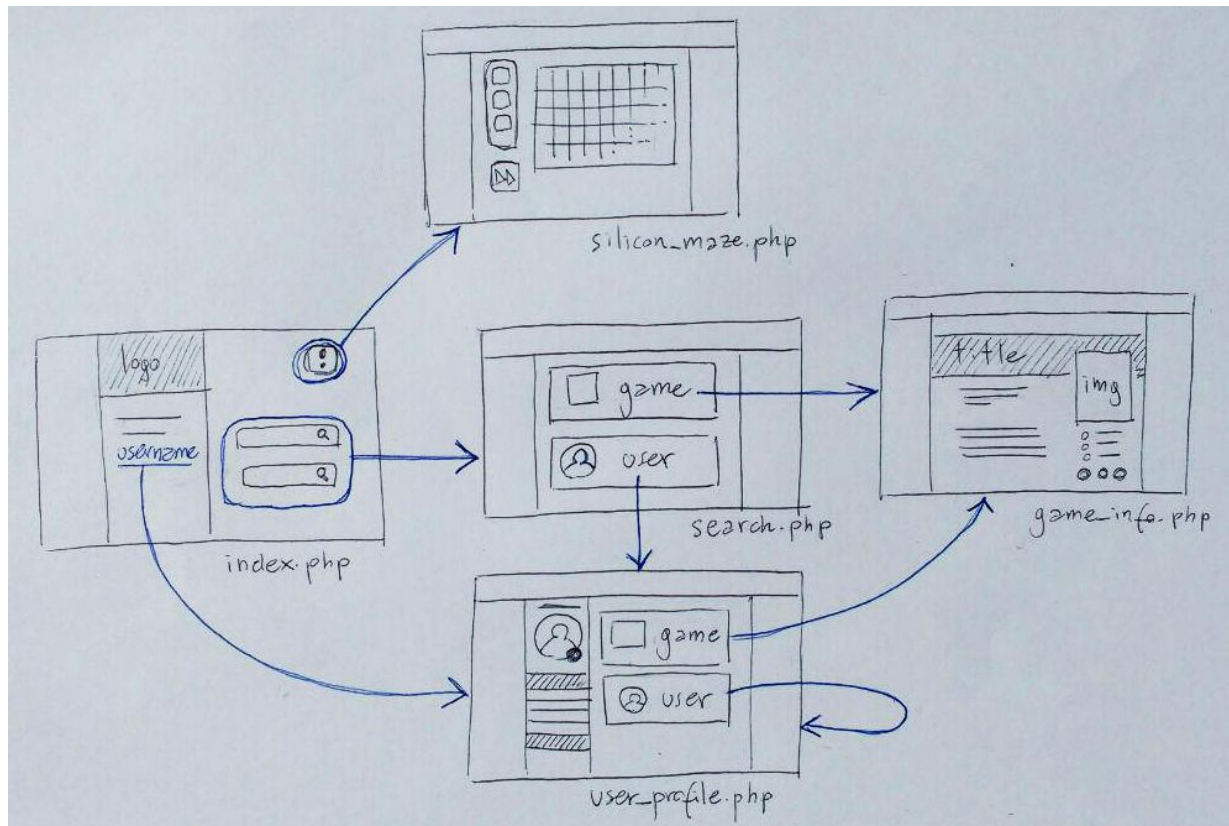 silicon_maze.php
logo
username
index.php
game
user
search.php
title
img
game_info.php
game
user
user_profile.php